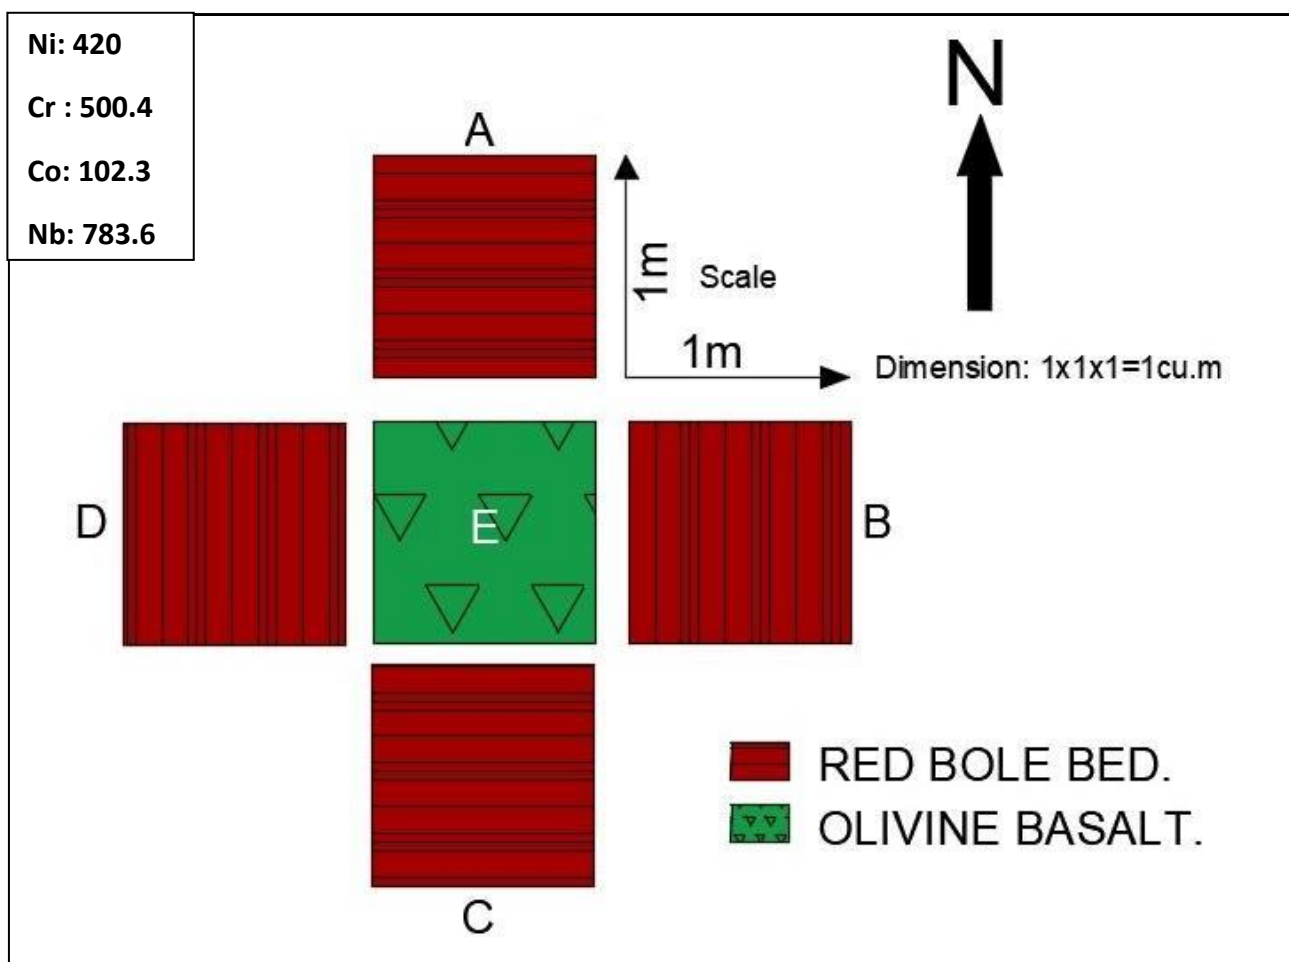 Ni: 420
Cr : 500.4
Co: 102.3
Nb: 783.6
N
A
1m
Scale
1m
Dimension: 1x1x1=1cu.m
D
E
B
RED BOLE BED.
OLIVINE BASALT.
C